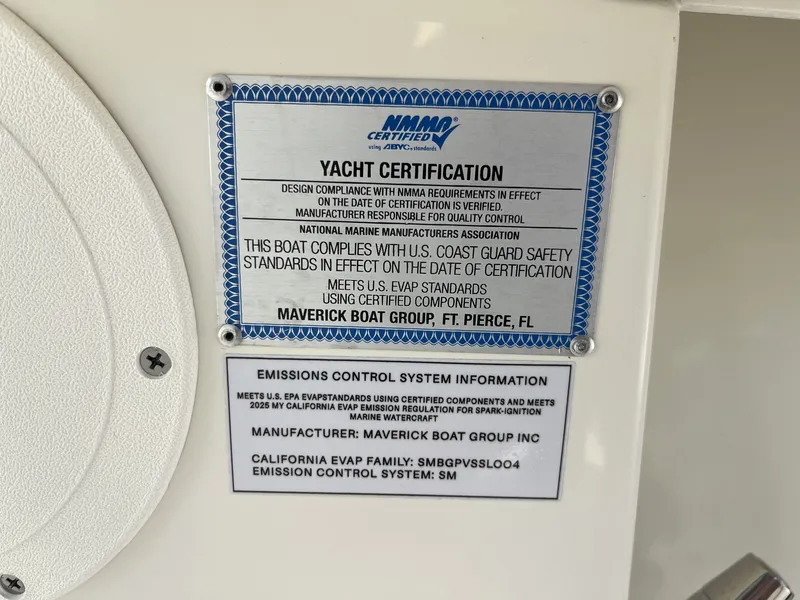 NMMA®
CERTIFIED
using ABYC standards
YACHT CERTIFICATION
DESIGN COMPLIANCE WITH NMMA REQUIREMENTS IN EFFECT
ON THE DATE OF CERTIFICATION IS VERIFIED.
MANUFACTURER RESPONSIBLE FOR QUALITY CONTROL
NATIONAL MARINE MANUFACTURERS ASSOCIATION
THIS BOAT COMPLIES WITH U.S. COAST GUARD SAFETY
STANDARDS IN EFFECT ON THE DATE OF CERTIFICATION
MEETS U.S. EVAP STANDARDS
USING CERTIFIED COMPONENTS
MAVERICK BOAT GROUP, FT. PIERCE, FL
EMISSIONS CONTROL SYSTEM INFORMATION
MEETS U.S. EPA EVAPSTANDARDS USING CERTIFIED COMPONENTS AND MEETS
2025 MY CALIFORNIA EVAP EMISSION REGULATION FOR SPARK-IGNITION
MARINE WATERCRAFT
MANUFACTURER: MAVERICK BOAT GROUP INC
CALIFORNIA EVAP FAMILY: SMBGPVSSL004
EMISSION CONTROL SYSTEM: SM